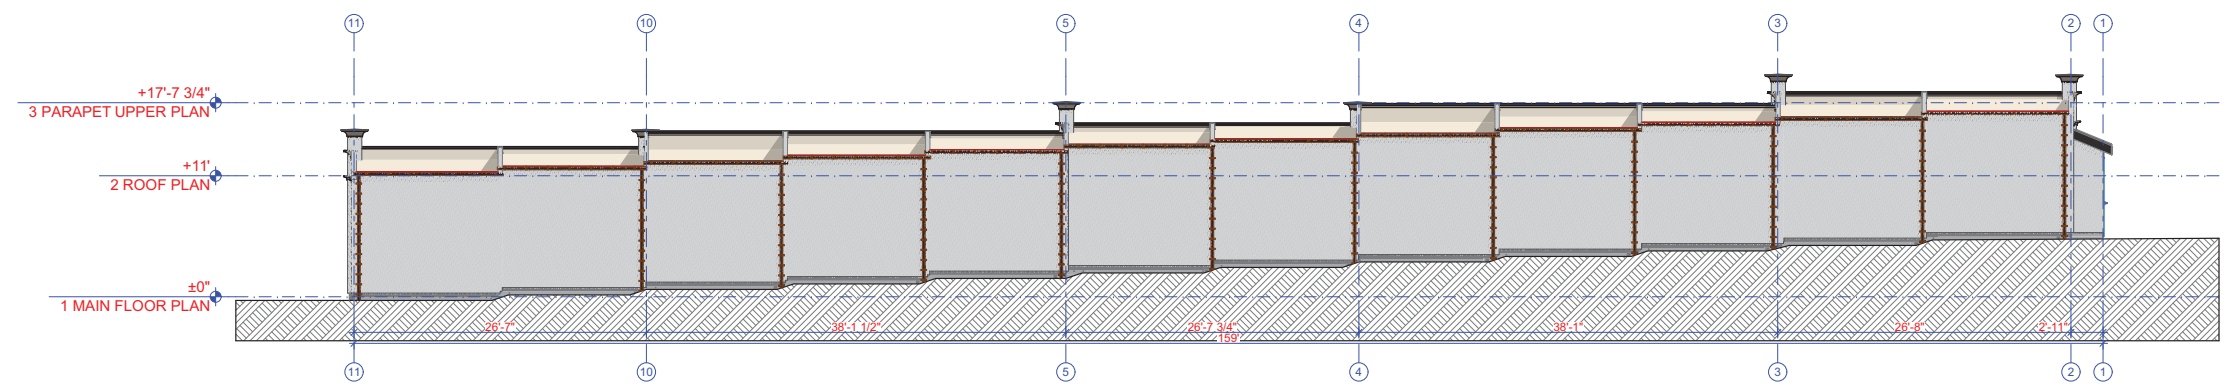 11 10 5 4 3 2 1
+17'-7 3/4"
3 PARAPET UPPER PLAN
+11'
2 ROOF PLAN
±0"
1 MAIN FLOOR PLAN
26'-7" 38'-1 1/2" 26'-7 3/4" 38'-1" 26'-8" 2'-11"
159'
11 10 5 4 3 2 1